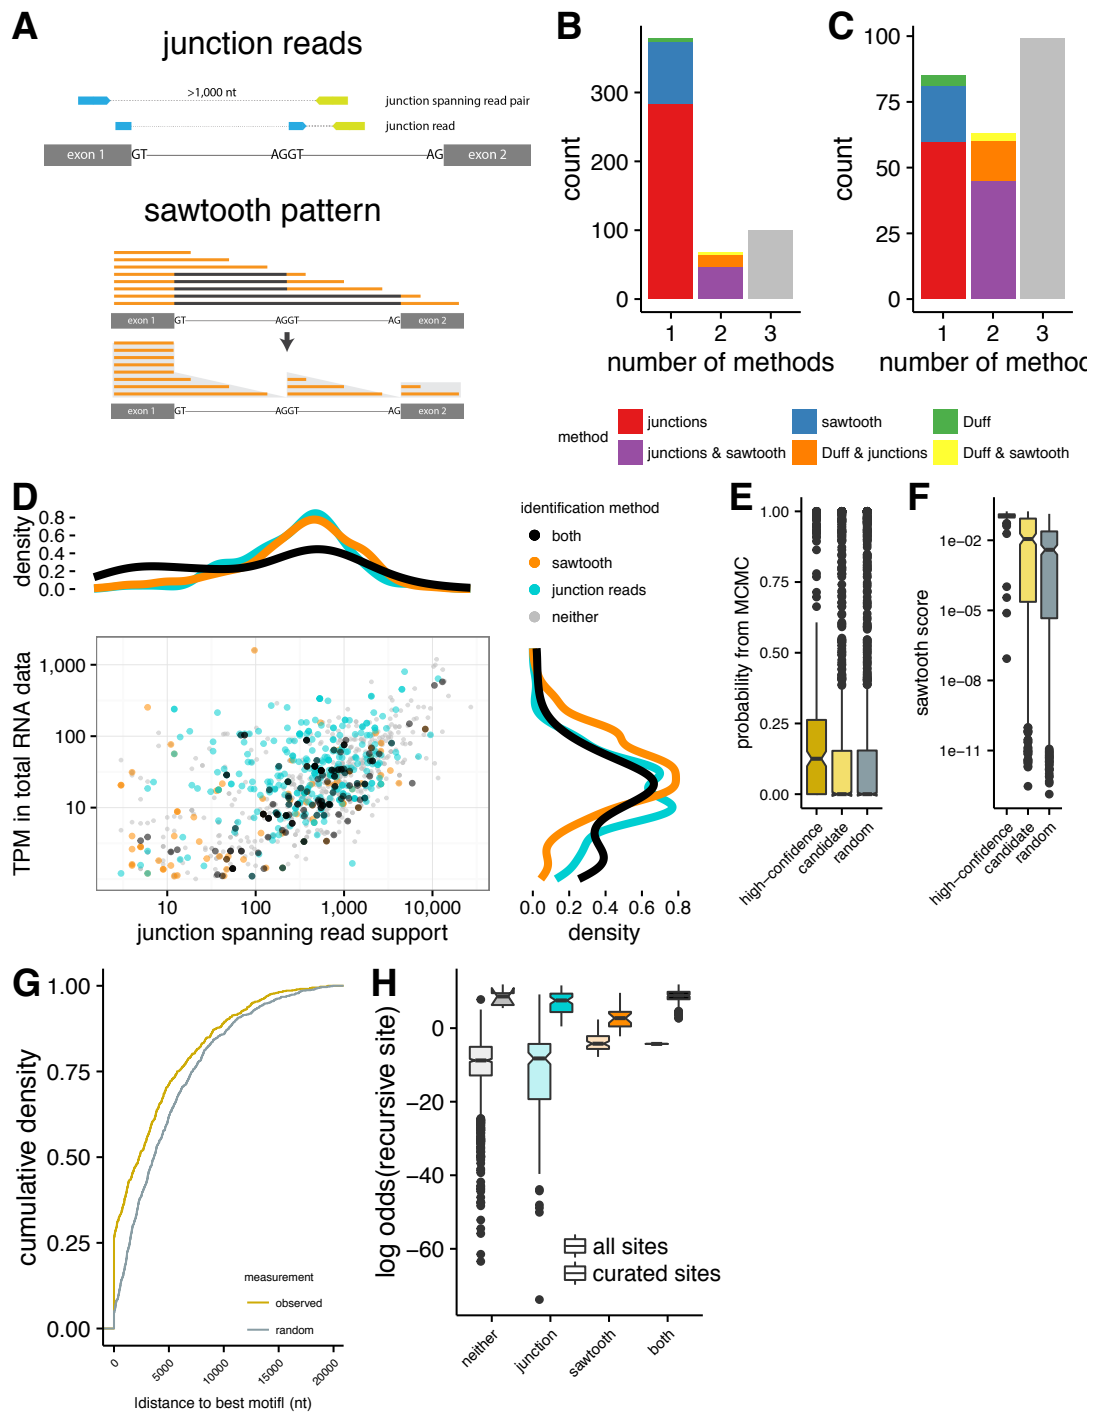 A
junction reads
>1,000 nt
junction spanning read pair
junction read
exon 1
GT
AGGT
AG
exon 2
sawtooth pattern
exon 1
GT
AGGT
AG
exon 2
exon 1
GT
AGGT
AG
exon 2
B
count
300
200
100
0
1
2
3
number of methods
C
count
100
75
50
25
0
1
2
3
number of method
method
junctions
sawtooth
Duff
junctions & sawtooth
Duff & junctions
Duff & sawtooth
D
density
0.8
0.6
0.4
0.2
0.0
identification method
both
sawtooth
junction reads
neither
TPM in total RNA data
1,000
100
10
10
100
1,000
10,000
junction spanning read support
0.0
0.2
0.4
0.6
0.8
density
E
probability from MCMC
1.00
0.75
0.50
0.25
0.00
high−confidence
candidate
random
F
sawtooth score
1e−02
1e−05
1e−08
1e−11
high−confidence
candidate
random
G
cumulative density
1.00
0.75
0.50
0.25
0.00
measurement
observed
random
0
5000
10000
15000
20000
|distance to best motif| (nt)
H
log odds(recursive site)
0
−20
−40
−60
all sites
curated sites
neither
junction
sawtooth
both